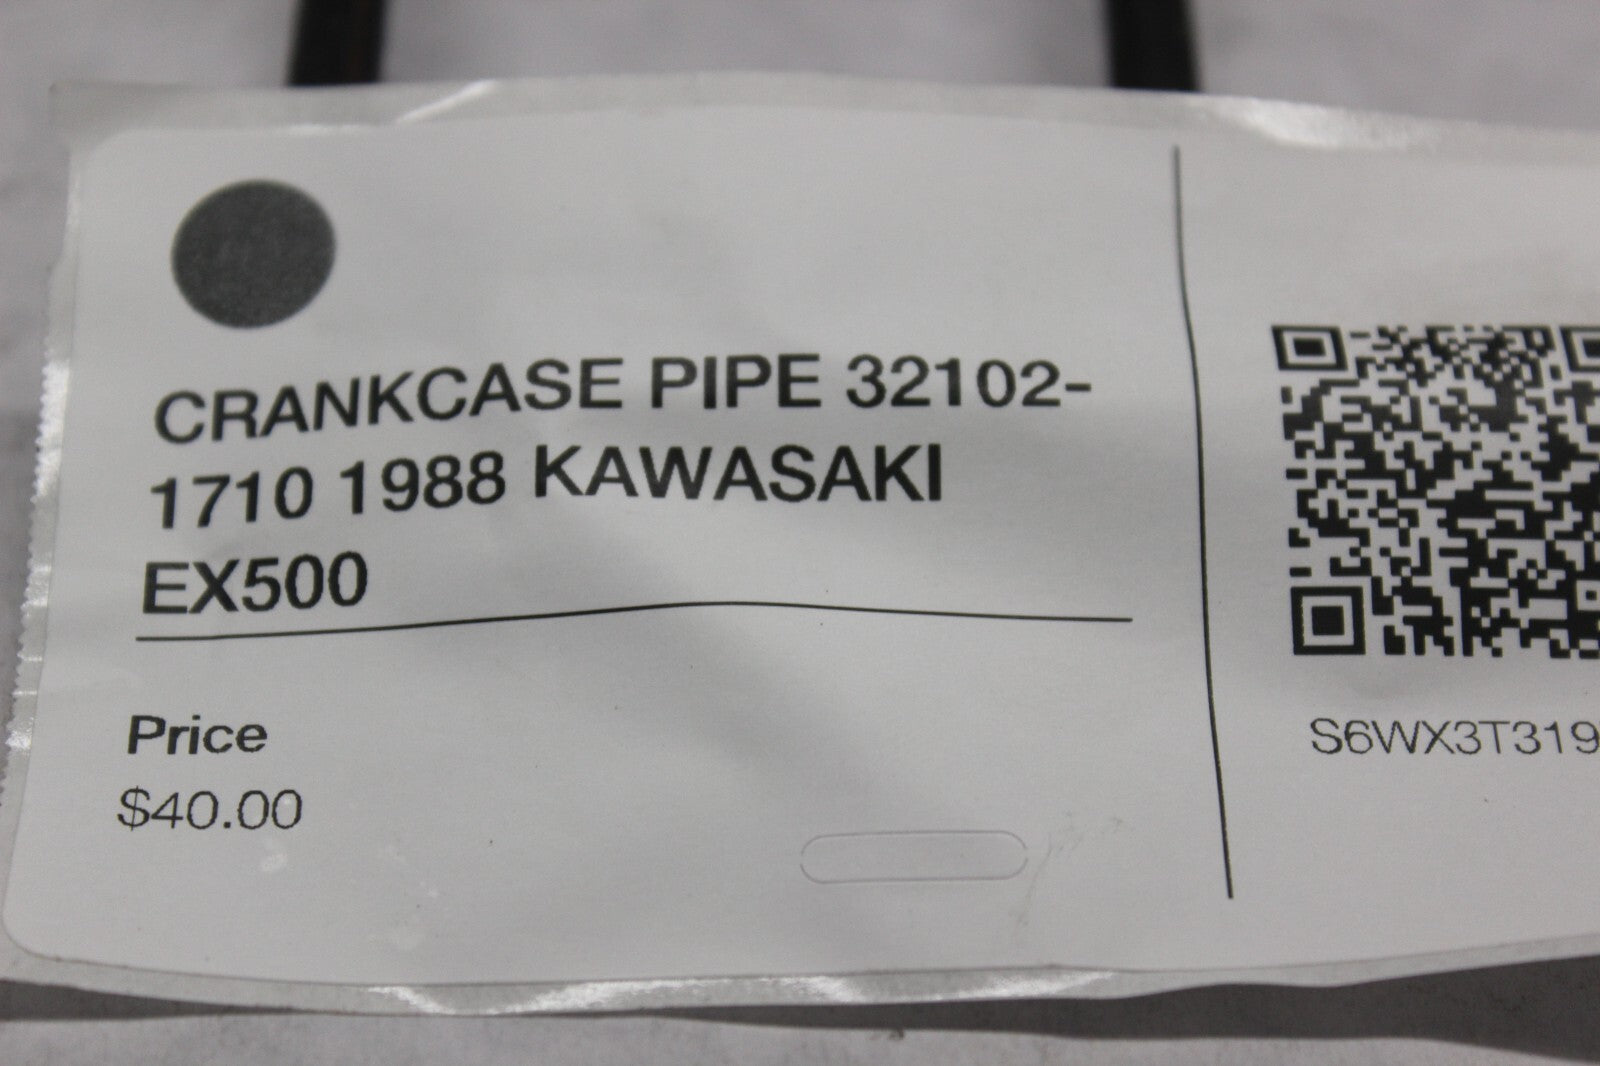 CRANKCASE PIPE 32102-
1710 1988 KAWASAKI
EX500
Price
$40.00
S6WX3T319